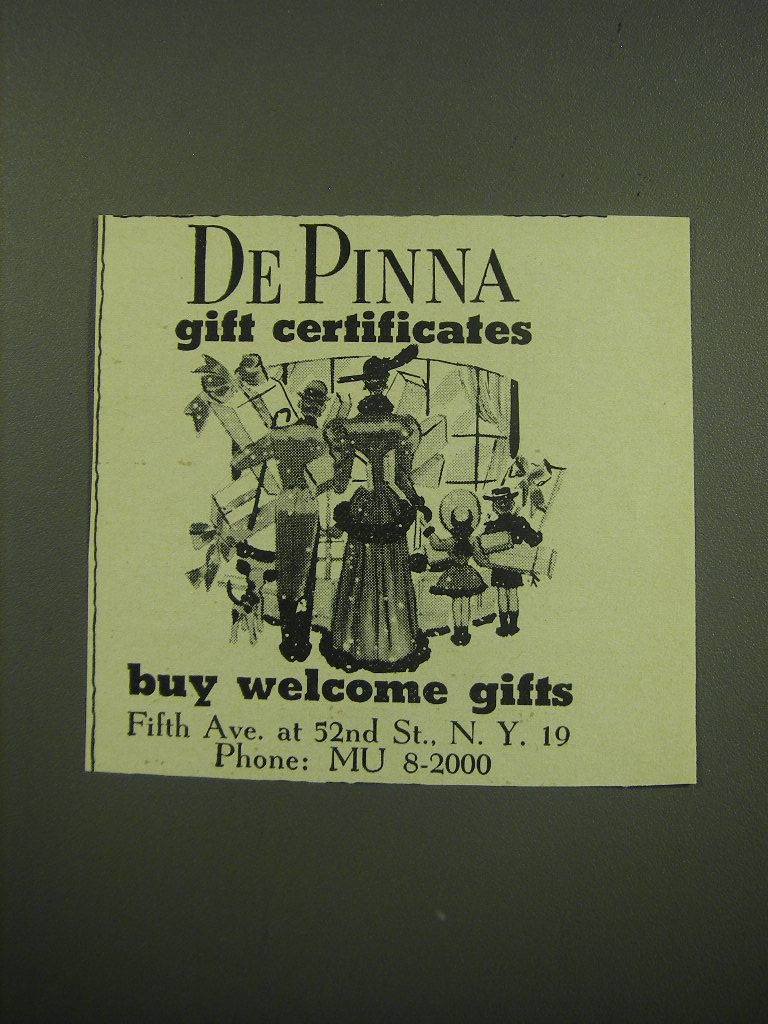 DE PINNA
gift certificates
buy welcome gifts
Fifth Ave. at 52nd St., N. Y. 19
Phone: MU 8-2000